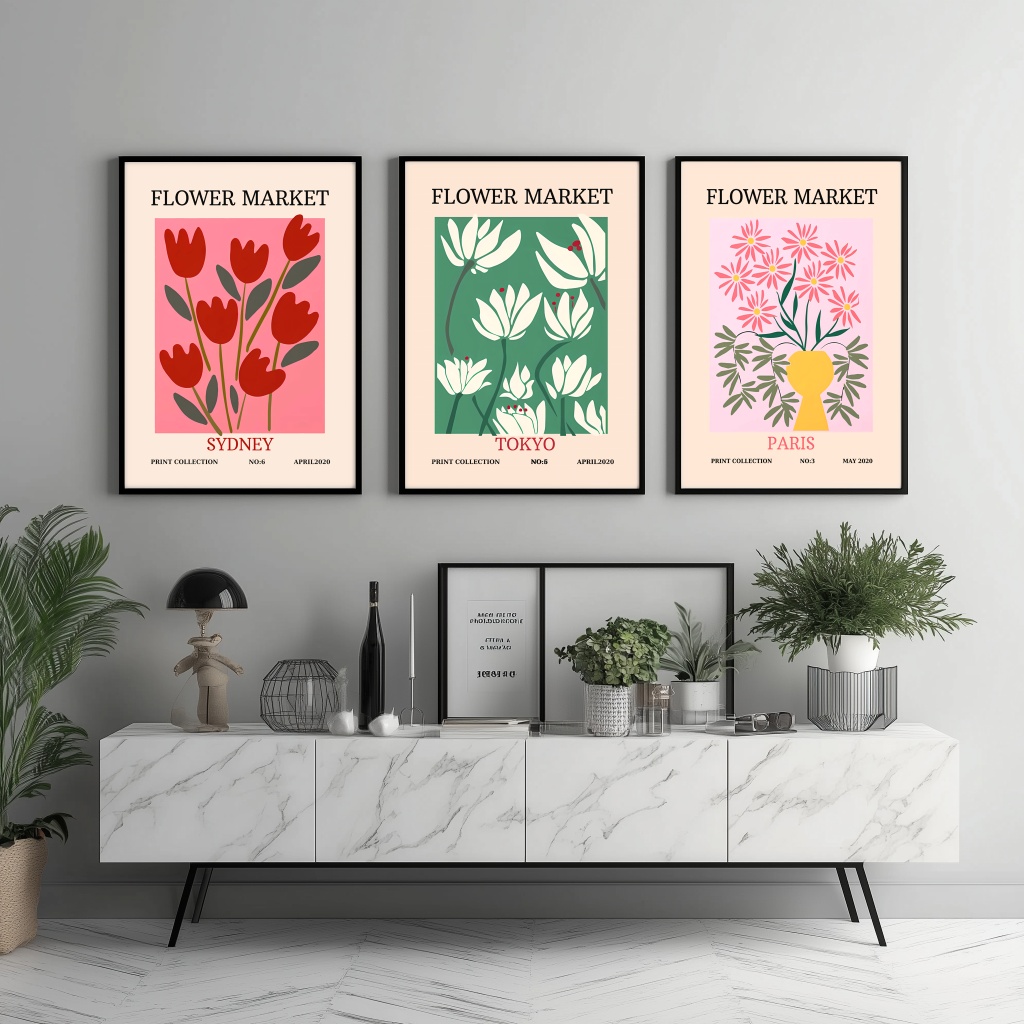 FLOWER MARKET
SYDNEY
PRINT COLLECTION NO:6 APRIL2020
FLOWER MARKET
TOKYO
PRINT COLLECTION NO:5 APRIL2020
FLOWER MARKET
PARIS
PRINT COLLECTION NO:3 MAY 2020